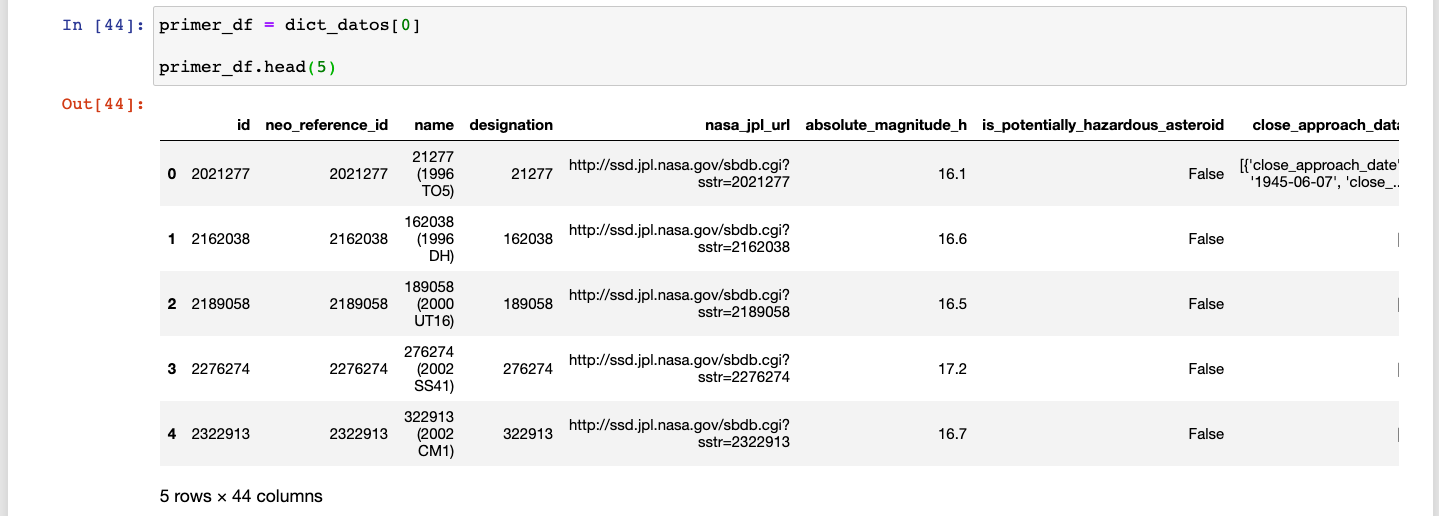 In [44]: primer_df = dict_datos[0]
primer_df.head(5)
Out[44]:
id neo_reference_id name designation nasa_jpl_url absolute_magnitude_h is_potentially_hazardous_asteroid close_approach_data
0 2021277 2021277 21277 (1996 TO5) 21277 http://ssd.jpl.nasa.gov/sbdb.cgi?sstr=2021277 16.1 False [{'close_approach_date' '1945-06-07', 'close_...
1 2162038 2162038 162038 (1996 DH) 162038 http://ssd.jpl.nasa.gov/sbdb.cgi?sstr=2162038 16.6 False [
2 2189058 2189058 189058 (2000 UT16) 189058 http://ssd.jpl.nasa.gov/sbdb.cgi?sstr=2189058 16.5 False [
3 2276274 2276274 276274 (2002 SS41) 276274 http://ssd.jpl.nasa.gov/sbdb.cgi?sstr=2276274 17.2 False [
4 2322913 2322913 322913 (2002 CM1) 322913 http://ssd.jpl.nasa.gov/sbdb.cgi?sstr=2322913 16.7 False [
5 rows × 44 columns